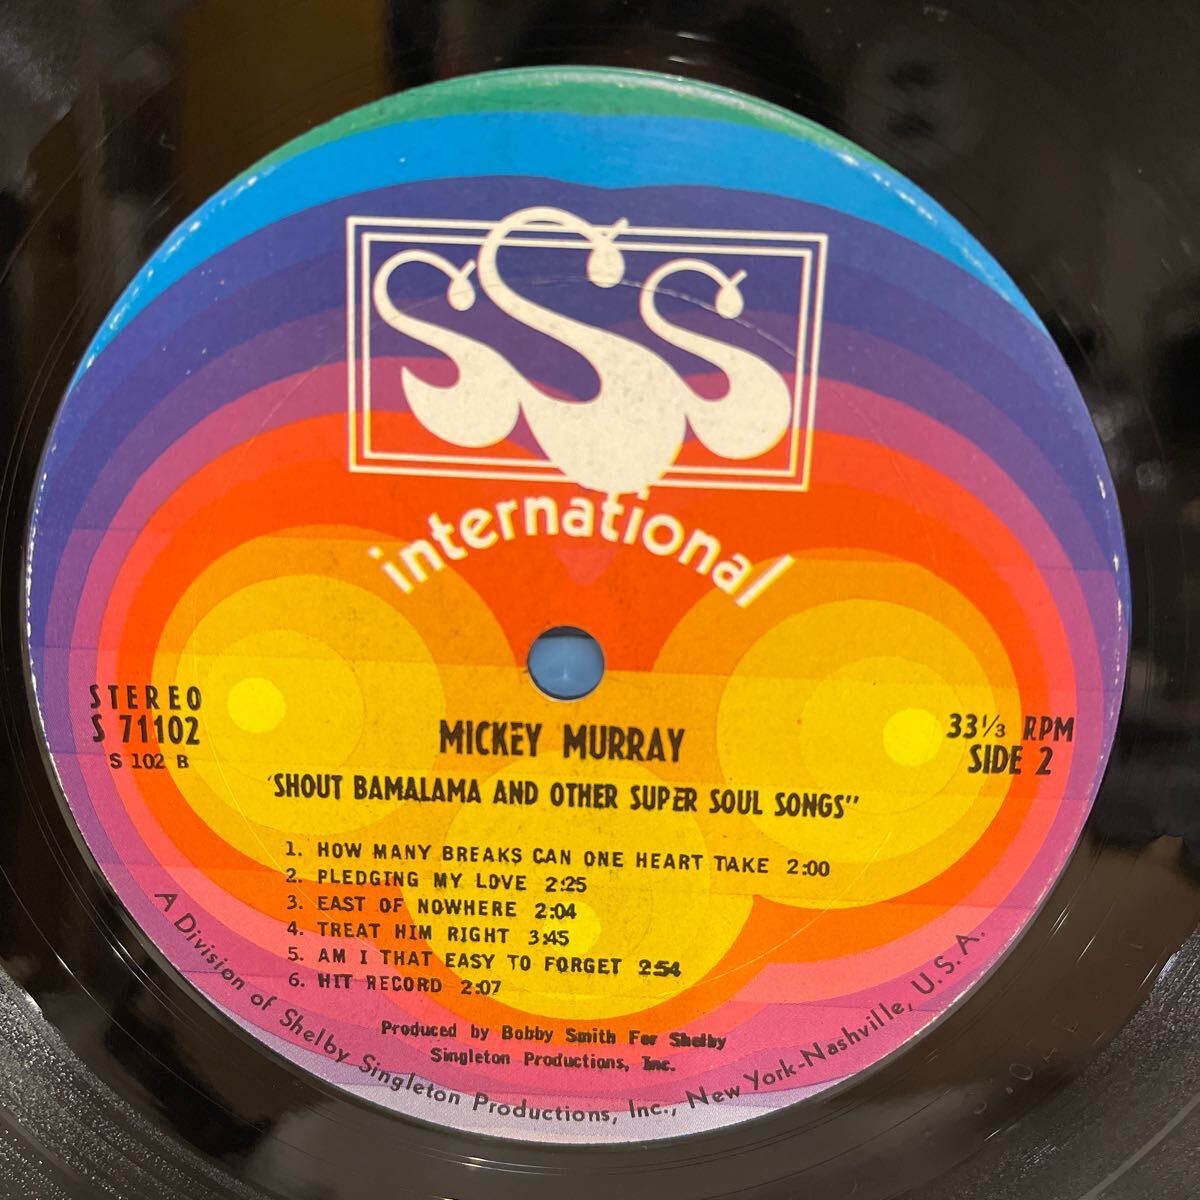 SSS
international
STEREO
S 71102
S 102 B
33 1/3 RPM
SIDE 2
MICKEY MURRAY
'SHOUT BAMALAMA AND OTHER SUPER SOUL SONGS"
1. HOW MANY BREAKS CAN ONE HEART TAKE 2:00
2. PLEDGING MY LOVE 2:25
3. EAST OF NOWHERE 2:04
4. TREAT HIM RIGHT 3:45
5. AM I THAT EASY TO FORGET 2:54
6. HIT RECORD 2:07
Produced by Bobby Smith For Shelby
Singleton Productions, Inc.
A Division of Shelby Singleton Productions, Inc., New York-Nashville, U.S.A.